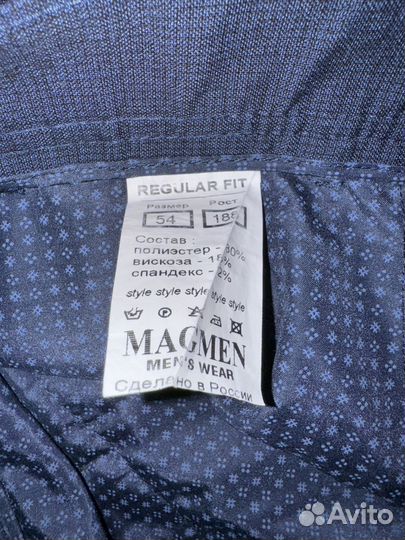 REGULAR FIT
Размер Рост
54 188
Состав :
полиэстер - 80%
вискоза - 18%
спандекс - 2%
style style style style style style
MAGMEN
MEN'S WEAR
Сделано в России
Avito